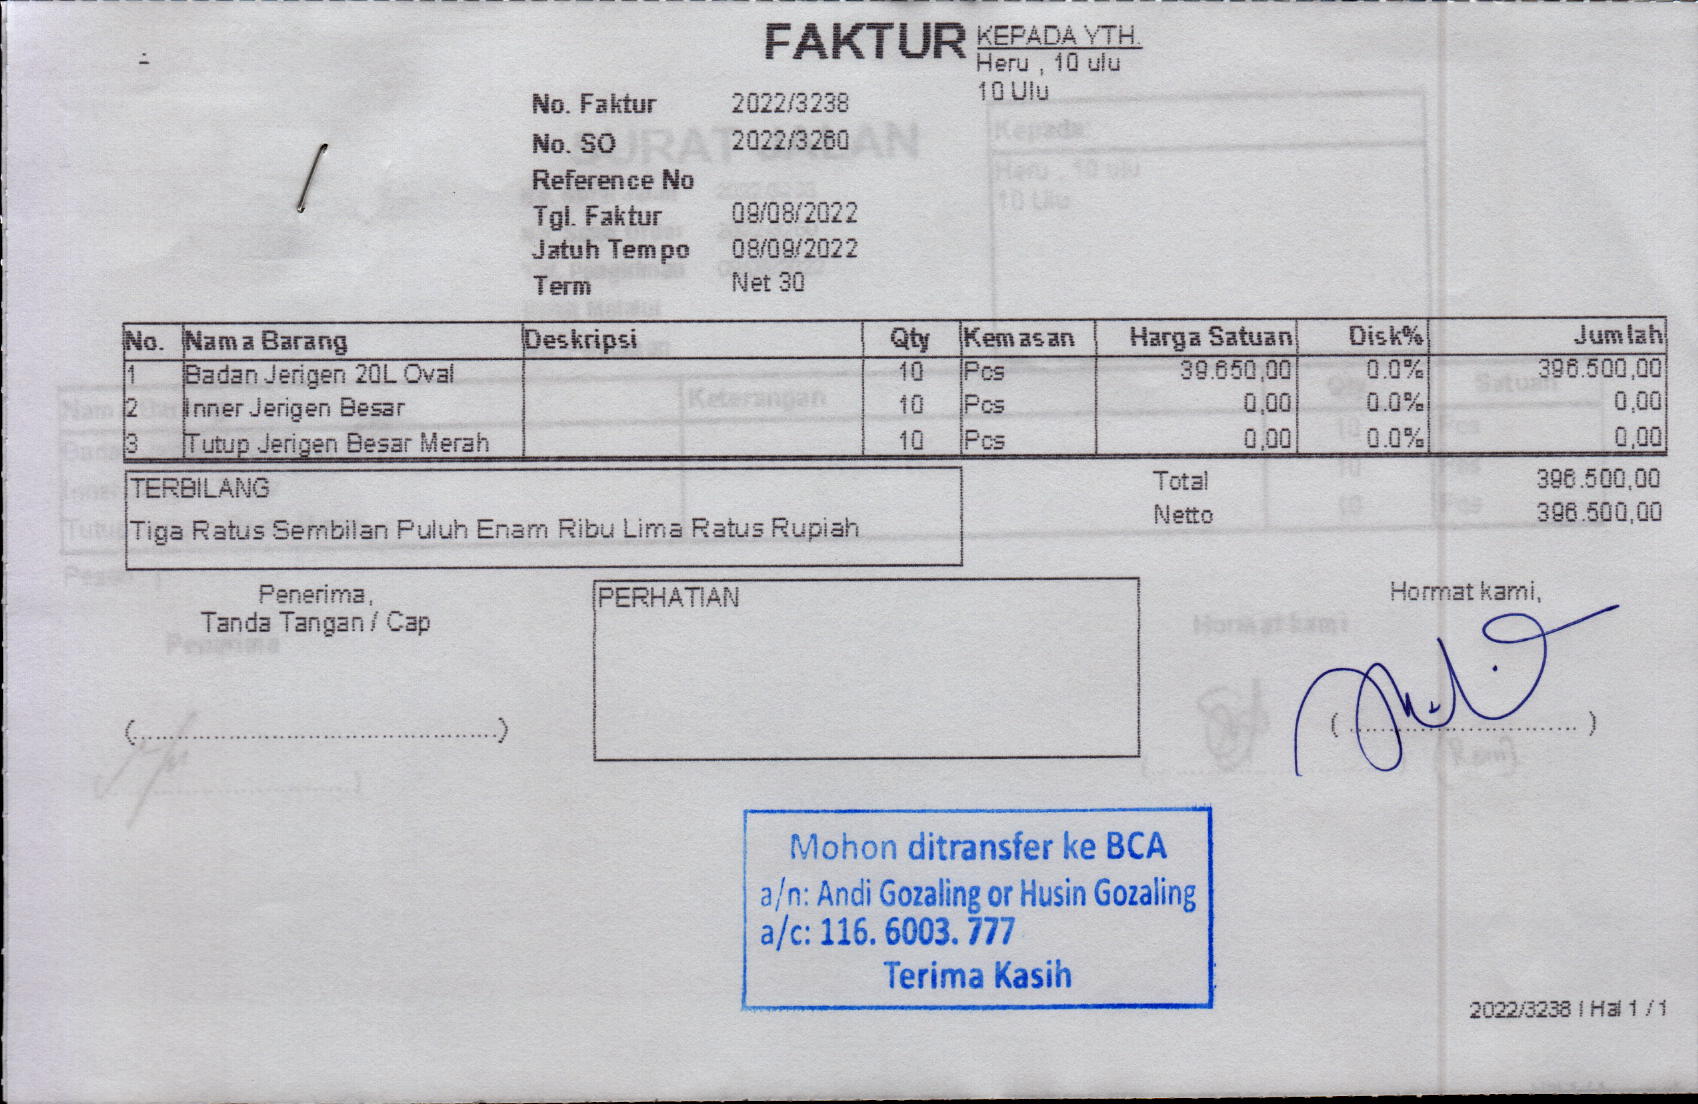 FAKTUR
KEPADA YTH.
Heru , 10 ulu
10 Ulu
No. Faktur 2022/3238
No. SO 2022/3260
Reference No
Tgl. Faktur 09/08/2022
Jatuh Tempo 08/09/2022
Term Net 30
No. Nama Barang Deskripsi Qty Kemasan Harga Satuan Disk% Jumlah
1 Badan Jerigen 20L Oval 10 Pcs 39.650,00 0.0% 396.500,00
2 Inner Jerigen Besar 10 Pcs 0,00 0.0% 0,00
3 Tutup Jerigen Besar Merah 10 Pcs 0,00 0.0% 0,00
TERBILANG
Tiga Ratus Sembilan Puluh Enam Ribu Lima Ratus Rupiah
Total 396.500,00
Netto 396.500,00
Penerima,
Tanda Tangan / Cap
PERHATIAN
Hormat kami,
Mohon ditransfer ke BCA
a/n: Andi Gozaling or Husin Gozaling
a/c: 116. 6003. 777
Terima Kasih
2022/3238 | Hal 1 / 1